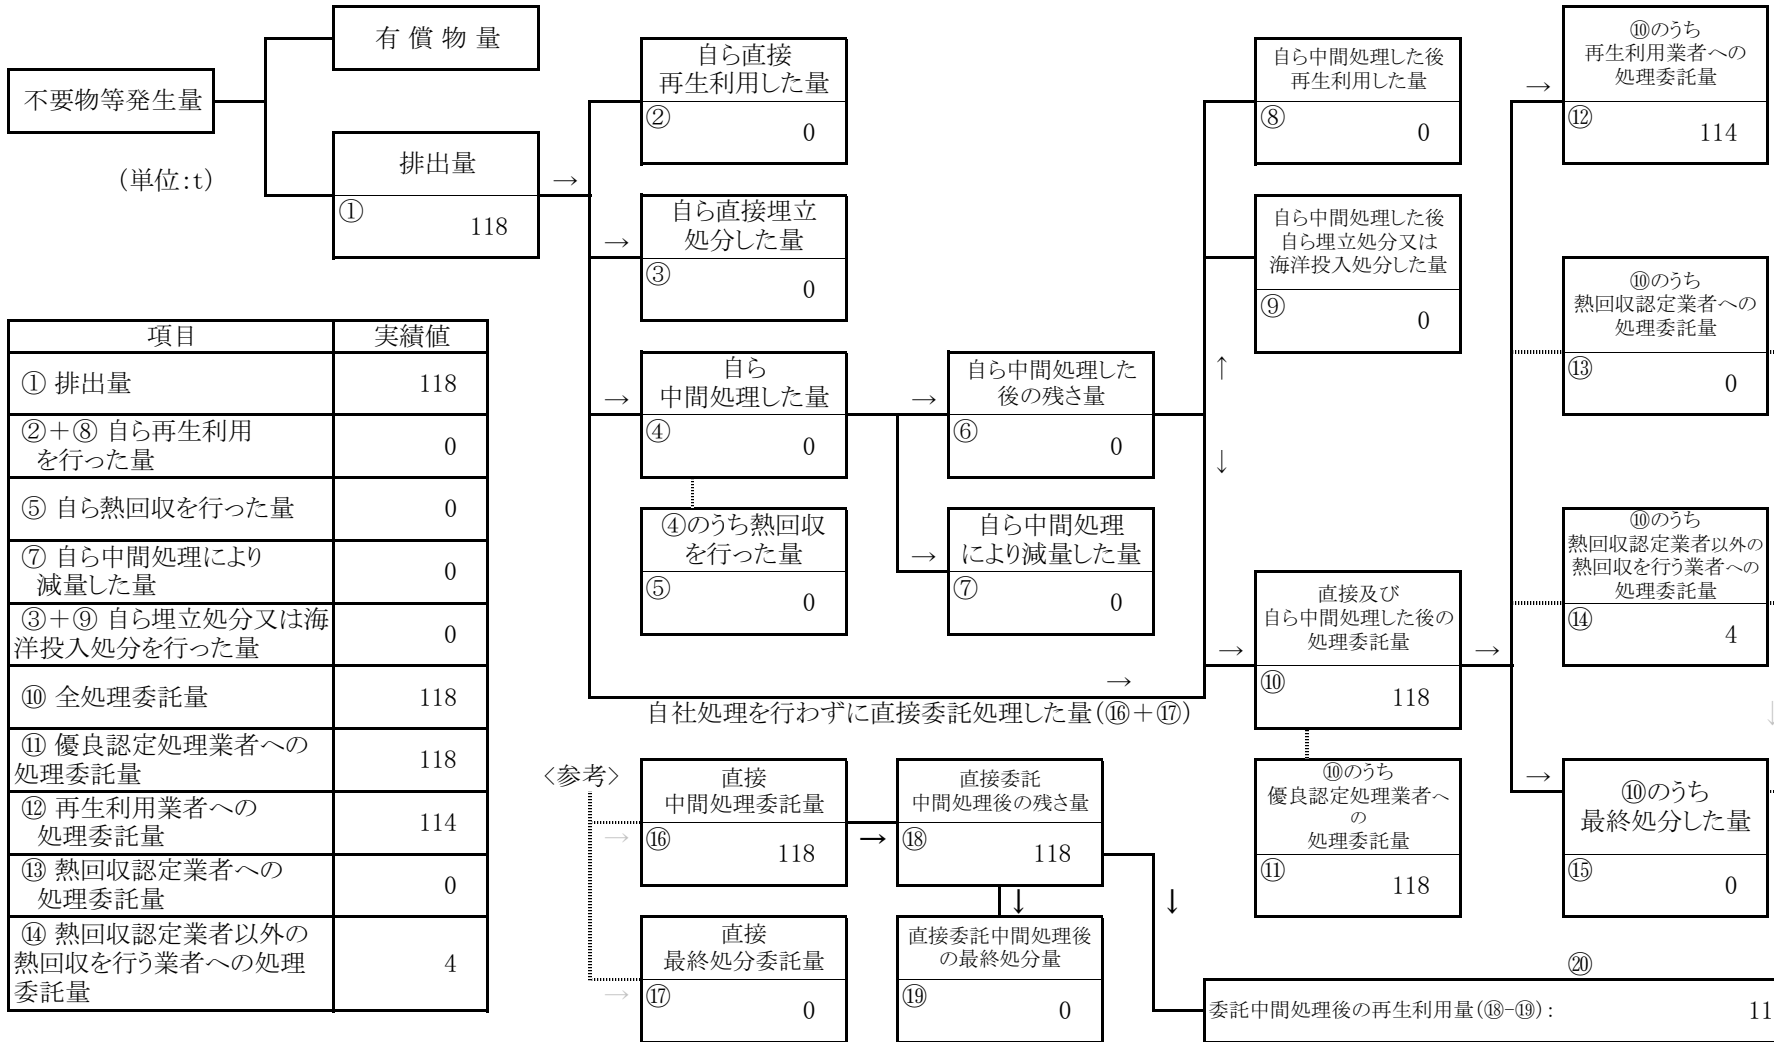 有 償 物 量
不要物等発生量
(単位:t)
排出量
①
118
→
自ら直接
再生利用した量
②
0
→
自ら直接埋立
処分した量
③
0
→
自ら
中間処理した量
④
0
④のうち熱回収
を行った量
⑤
0
→
自ら中間処理した
後の残さ量
⑥
0
→
自ら中間処理
により減量した量
⑦
0
自ら中間処理した後
再生利用した量
⑧
0
自ら中間処理した後
自ら埋立処分又は
海洋投入処分した量
⑨
0
↑
↓
→
直接及び
自ら中間処理した後の
処理委託量
⑩
118
→
⑩のうち
優良認定処理業者へ
の
処理委託量
⑪
118
→
⑩のうち
再生利用業者への
処理委託量
⑫
114
⑩のうち
熱回収認定業者への
処理委託量
⑬
0
⑩のうち
熱回収認定業者以外の
熱回収を行う業者への
処理委託量
⑭
4
↓
→
⑩のうち
最終処分した量
⑮
0
→
自社処理を行わずに直接委託処理した量(⑯+⑰)
<参考>
→
直接
中間処理委託量
⑯
118
→
直接委託
中間処理後の残さ量
⑱
118
→
直接
最終処分委託量
⑰
0
↓
直接委託中間処理後
の最終処分量
⑲
0
↓
⑳
委託中間処理後の再生利用量(⑱-⑲):
11
項目 実績値
① 排出量 118
②+⑧ 自ら再生利用
を行った量 0
⑤ 自ら熱回収を行った量 0
⑦ 自ら中間処理により
減量した量 0
③+⑨ 自ら埋立処分又は海
洋投入処分を行った量 0
⑩ 全処理委託量 118
⑪ 優良認定処理業者への
処理委託量 118
⑫ 再生利用業者への
処理委託量 114
⑬ 熱回収認定業者への
処理委託量 0
⑭ 熱回収認定業者以外の
熱回収を行う業者への処理
委託量 4